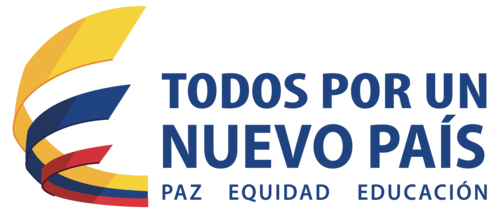 TODOS POR UN
NUEVO PAÍS
PAZ EQUIDAD EDUCACIÓN